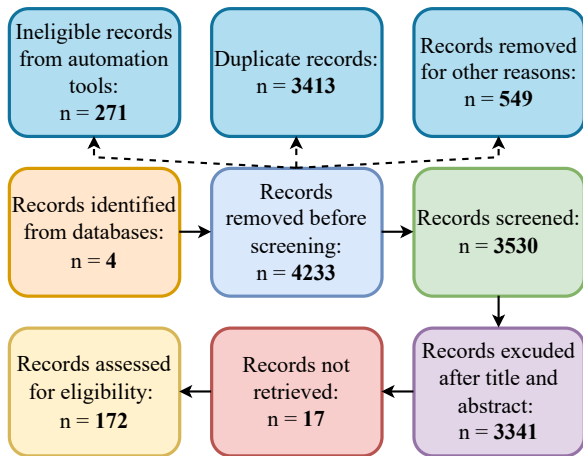 Ineligible records
from automation
tools:
n = 271
Duplicate records:
n = 3413
Records removed
for other reasons:
n = 549
Records identified
from databases:
n = 4
Records
removed before
screening:
n = 4233
Records screened:
n = 3530
Records assessed
for eligibility:
n = 172
Records not
retrieved:
n = 17
Records excuded
after title and
abstract:
n = 3341